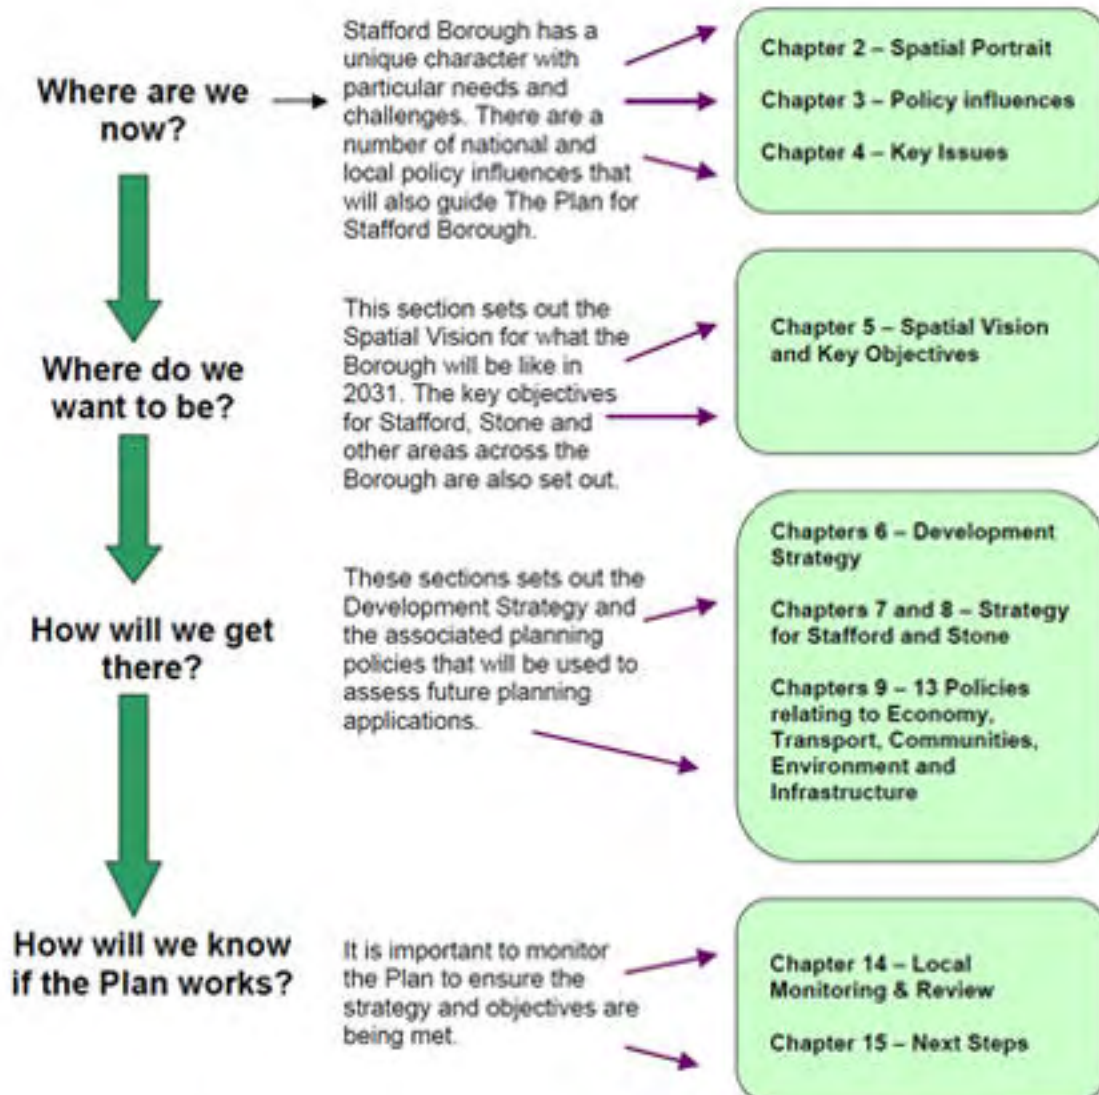 Where are we
now?
Stafford Borough has a
unique character with
particular needs and
challenges. There are a
number of national and
local policy influences that
will also guide The Plan for
Stafford Borough.
Chapter 2 – Spatial Portrait
Chapter 3 – Policy influences
Chapter 4 – Key Issues
Where do we
want to be?
This section sets out the
Spatial Vision for what the
Borough will be like in
2031. The key objectives
for Stafford, Stone and
other areas across the
Borough are also set out.
Chapter 5 – Spatial Vision
and Key Objectives
How will we get
there?
These sections sets out the
Development Strategy and
the associated planning
policies that will be used to
assess future planning
applications.
Chapters 6 – Development
Strategy
Chapters 7 and 8 – Strategy
for Stafford and Stone
Chapters 9 – 13 Policies
relating to Economy,
Transport, Communities,
Environment and
Infrastructure
How will we know
if the Plan works?
It is important to monitor
the Plan to ensure the
strategy and objectives are
being met.
Chapter 14 – Local
Monitoring & Review
Chapter 15 – Next Steps